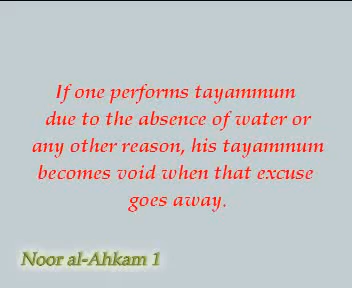 If one performs tayammum
due to the absence of water or
any other reason, his tayammum
becomes void when that excuse
goes away.
Noor al-Ahkam 1